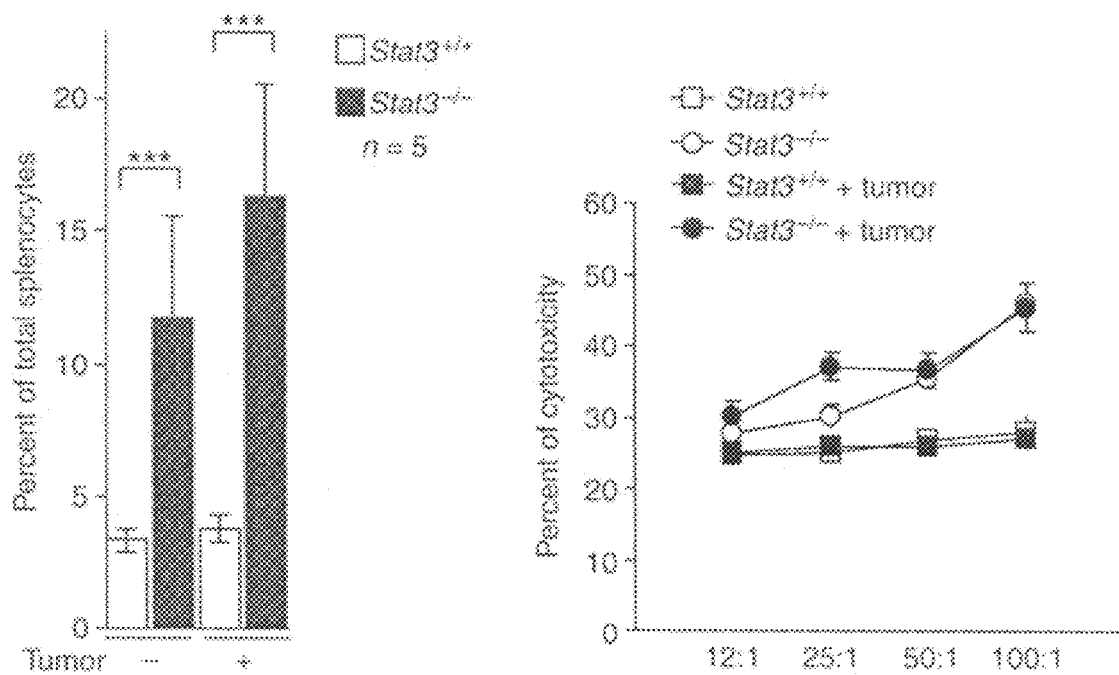 ***
***
Stat3+/+
Stat3-/-
n = 5
Percent of total splenocytes
20
15
10
5
0
Tumor - +
Stat3+/+
Stat3-/-
Stat3+/+ + tumor
Stat3-/- + tumor
Percent of cytotoxicity
60
50
40
30
20
10
0
12:1 25:1 50:1 100:1